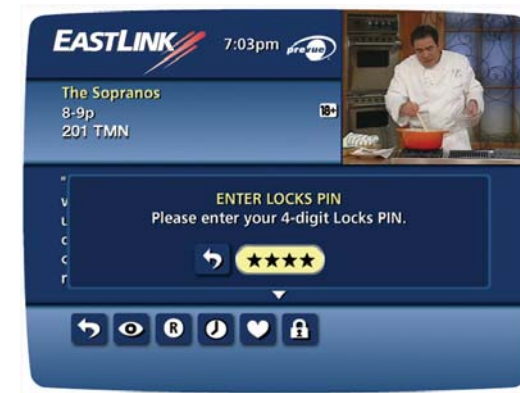 EASTLINK 7:03pm prevue
The Sopranos
8-9p 18+
201 TMN
ENTER LOCKS PIN
Please enter your 4-digit Locks PIN.
★★★★
R